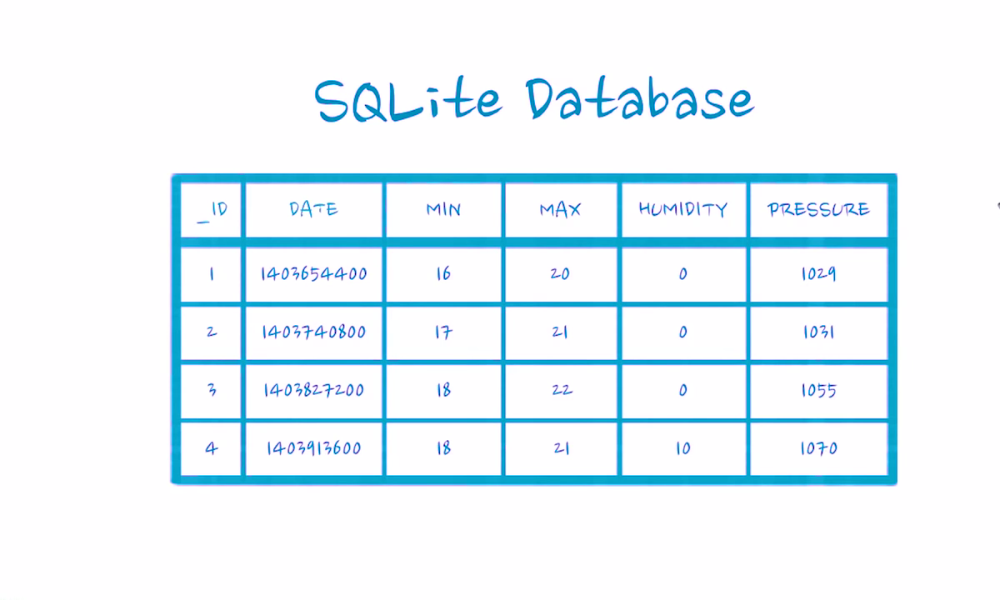 SQLite Database
_ID DATE MIN MAX HUMIDITY PRESSURE
1 1403654400 16 20 0 1029
2 1403740800 17 21 0 1031
3 1403827200 18 22 0 1055
4 1403913600 18 21 10 1070